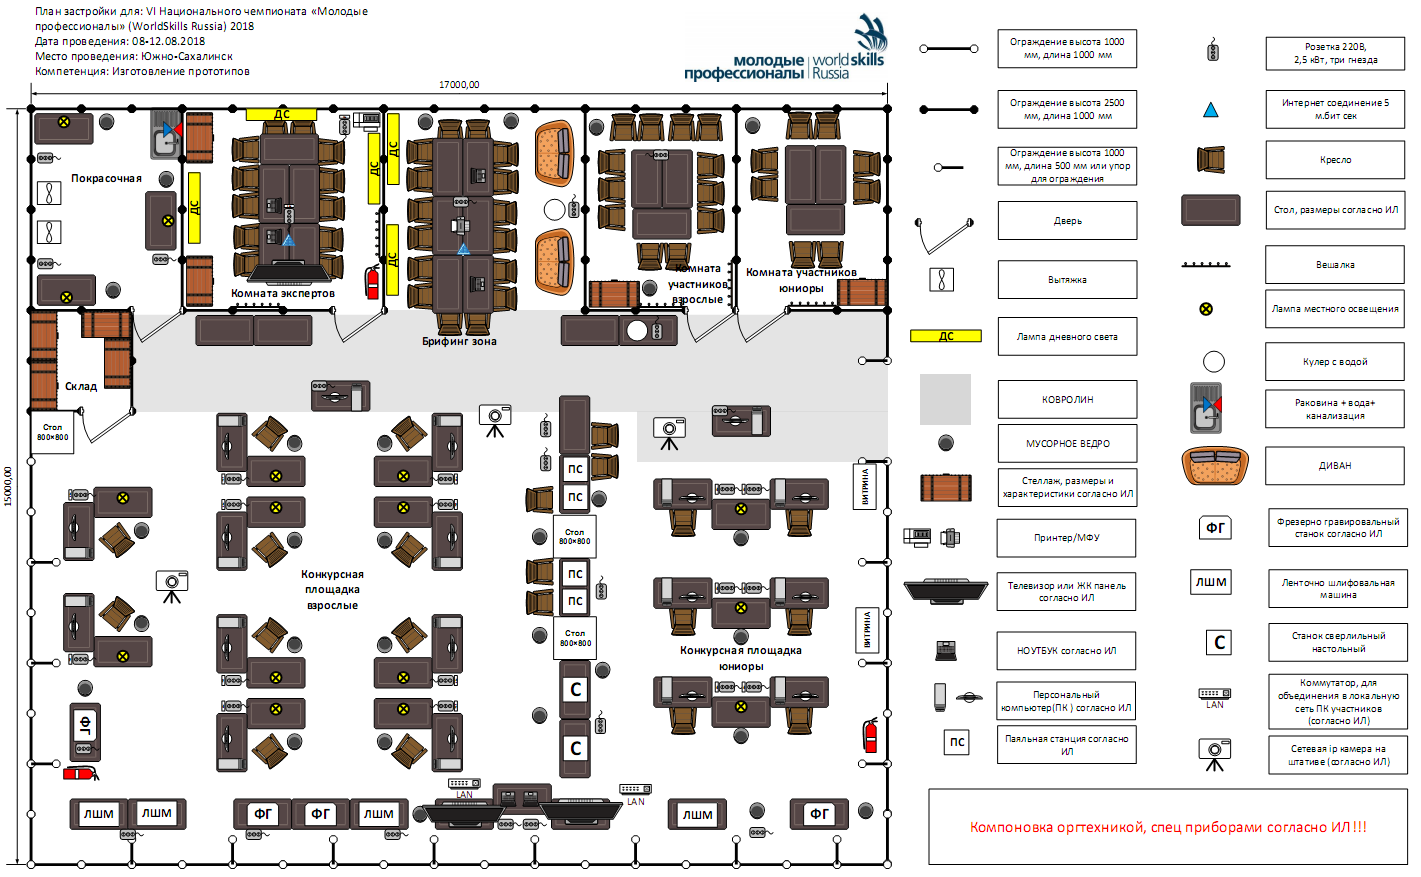 План застройки для: VI Национального чемпионата «Молодые
профессионалы» (WorldSkills Russia) 2018
Дата проведения: 08-12.08.2018
Место проведения: Южно-Сахалинск
Компетенция: Изготовление прототипов
молодые
профессионалы
worldskills
Russia
17000,00
15000,00
ДС
ДС
ДС
ДС
ДС
Покрасочная
Комната экспертов
Брифинг зона
Комната
участников
взрослые
Комната участников
юниоры
Склад
Стол
800×800
ПС
ПС
Стол
800×800
ПС
ПС
Стол
800×800
С
С
ВИТРИНА
ВИТРИНА
Конкурсная
площадка
взрослые
Конкурсная площадка
юниоры
ФГ
LAN
LAN
ЛШМ
ЛШМ
ФГ
ФГ
ЛШМ
ЛШМ
ФГ
Ограждение высота 1000
мм, длина 1000 мм
Ограждение высота 2500
мм, длина 1000 мм
Ограждение высота 1000
мм, длина 500 мм или упор
для ограждения
Дверь
Вытяжка
ДС
Лампа дневного света
КОВРОЛИН
МУСОРНОЕ ВЕДРО
Стеллаж, размеры и
характеристики согласно ИЛ
Принтер/МФУ
Телевизор или ЖК панель
согласно ИЛ
НОУТБУК согласно ИЛ
Персональный
компьютер(ПК ) согласно ИЛ
ПС
Паяльная станция согласно
ИЛ
Розетка 220В,
2,5 кВт, три гнезда
Интернет соединение 5
м.бит сек
Кресло
Стол, размеры согласно ИЛ
Вешалка
Лампа местного освещения
Кулер с водой
Раковина + вода+
канализация
ДИВАН
ФГ
Фрезерно гравировальный
станок согласно ИЛ
ЛШМ
Ленточно шлифовальная
машина
С
Станок сверлильный
настольный
LAN
Коммутатор, для
объединения в локальную
сеть ПК участников
(согласно ИЛ)
Сетевая ip камера на
штативе (согласно ИЛ)
Компоновка оргтехникой, спец приборами согласно ИЛ!!!